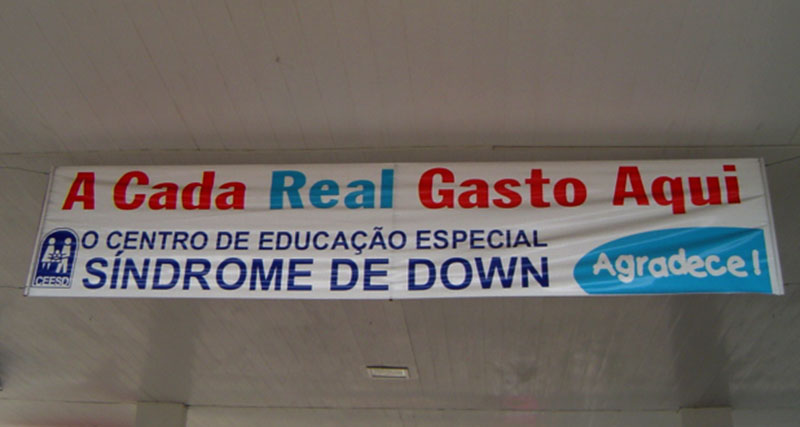 A Cada Real Gasto Aqui
O CENTRO DE EDUCAÇÃO ESPECIAL
SÍNDROME DE DOWN
Agradece!
CEESD